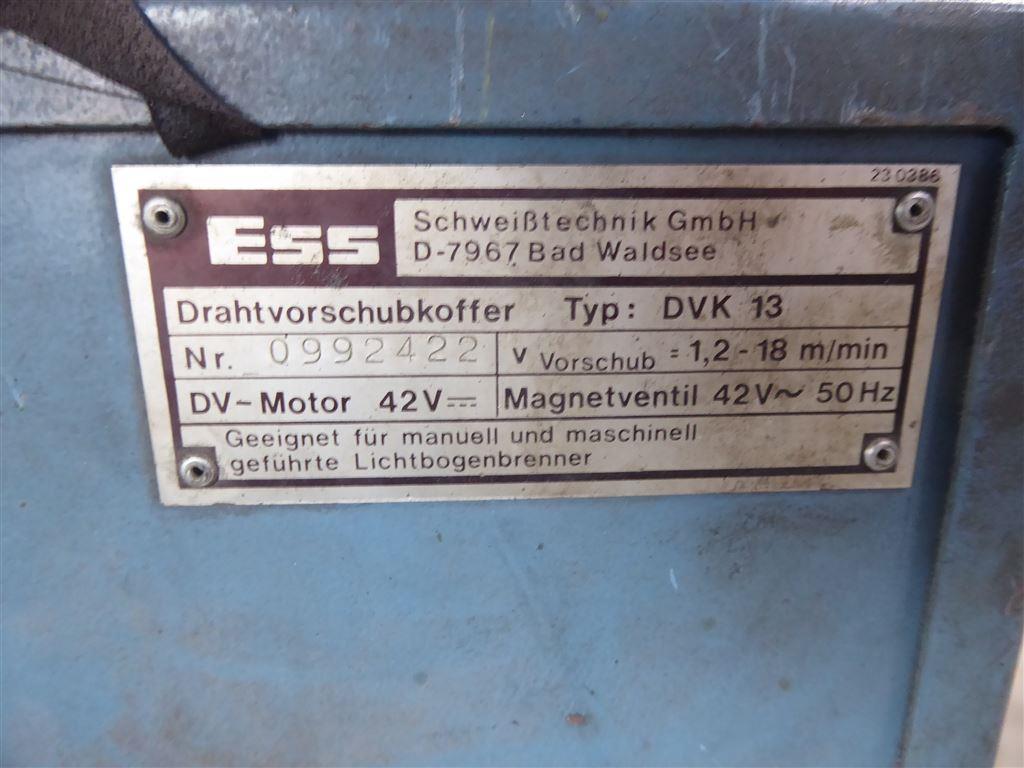 23 0386
ESS
Schweißtechnik GmbH
D-7967 Bad Waldsee
Drahtvorschubkoffer Typ: DVK 13
Nr. 0992422 v Vorschub = 1,2 - 18 m/min
DV-Motor 42V⎓ Magnetventil 42V~ 50Hz
Geeignet für manuell und maschinell
geführte Lichtbogenbrenner